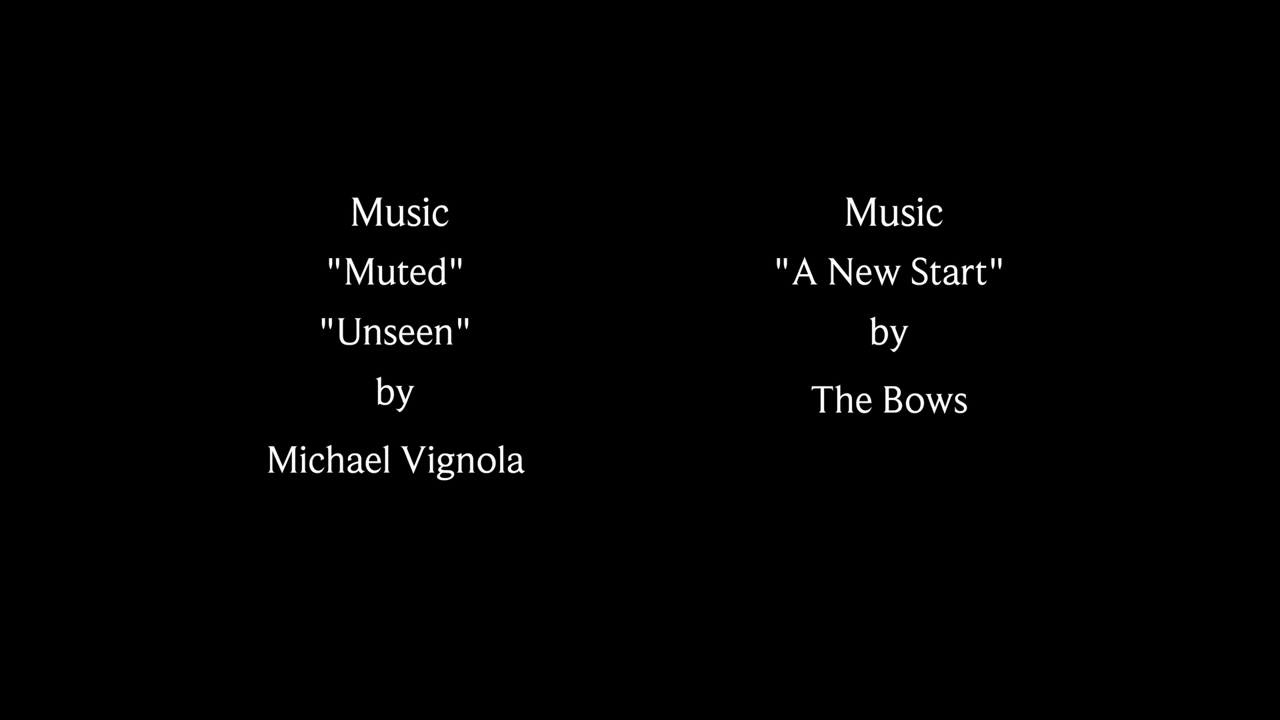 Music
"Muted"
"Unseen"
by
Michael Vignola
Music
"A New Start"
by
The Bows